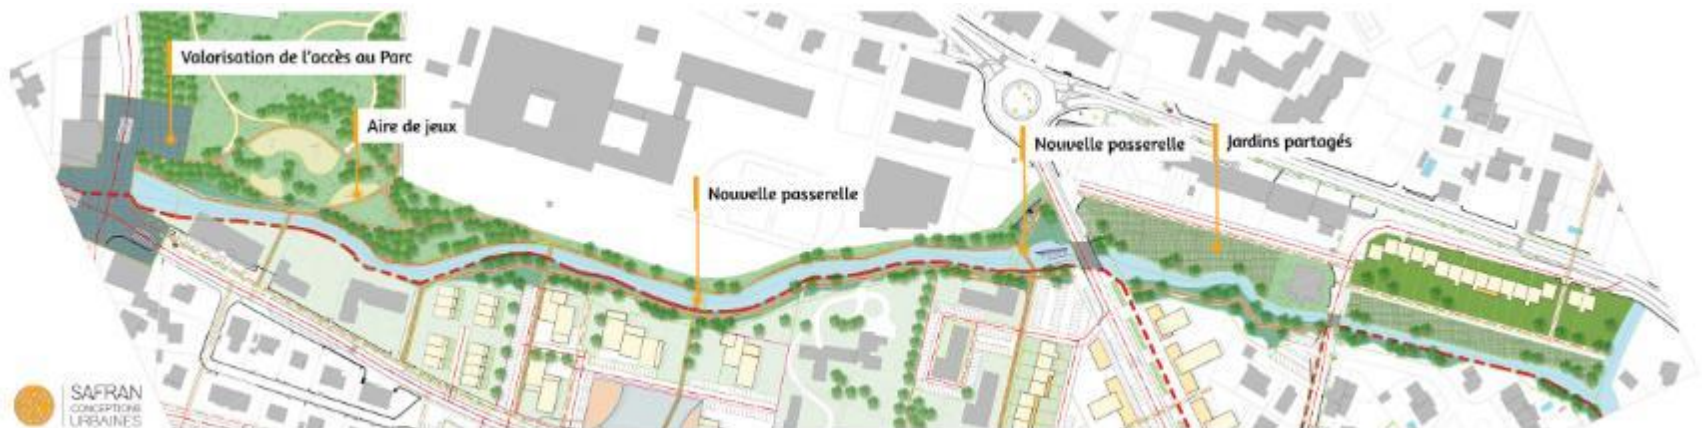 Valorisation de l'accès au Parc
Aire de jeux
Nouvelle passerelle
Nouvelle passerelle
Jardins partagés
SAFRAN
CONCEPTIONS
URBAINES